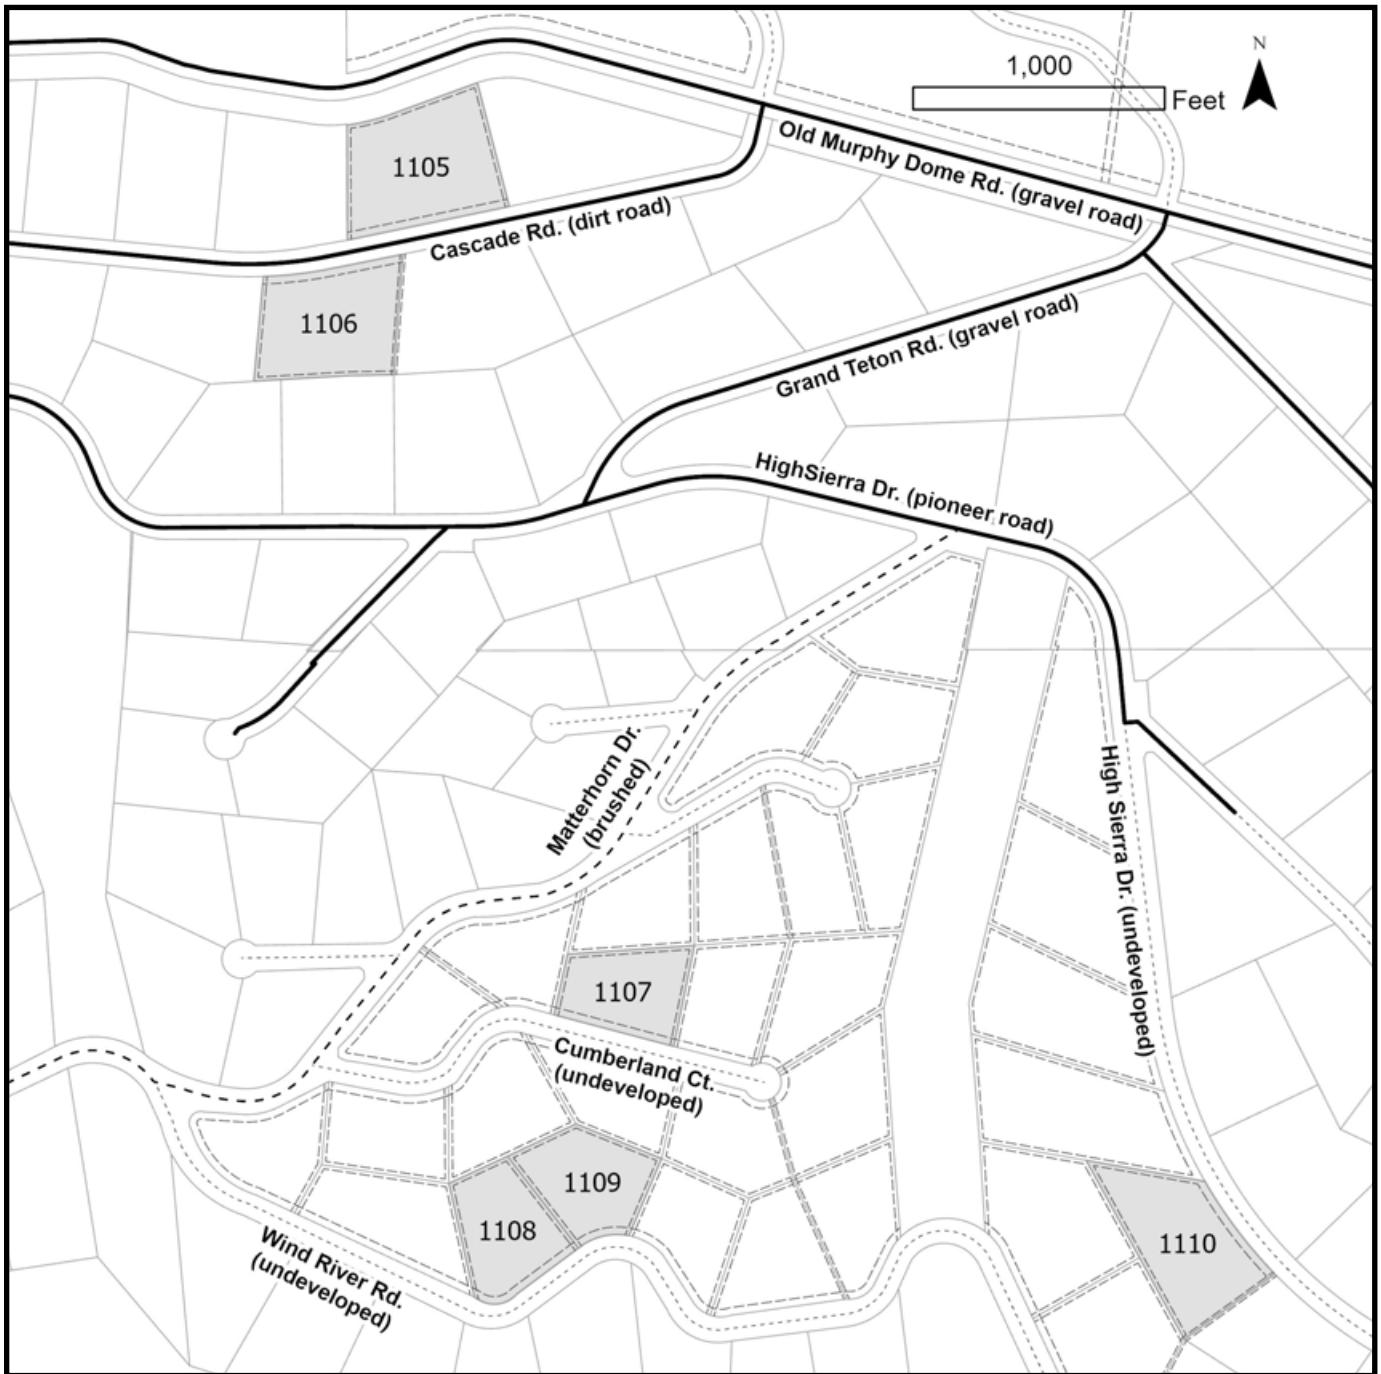 N
1,000
Feet
Old Murphy Dome Rd. (gravel road)
1105
Cascade Rd. (dirt road)
1106
Grand Teton Rd. (gravel road)
HighSierra Dr. (pioneer road)
Matterhorn Dr.
(brushed)
High Sierra Dr. (undeveloped)
1107
Cumberland Ct.
(undeveloped)
1109
1108
1110
Wind River Rd.
(undeveloped)